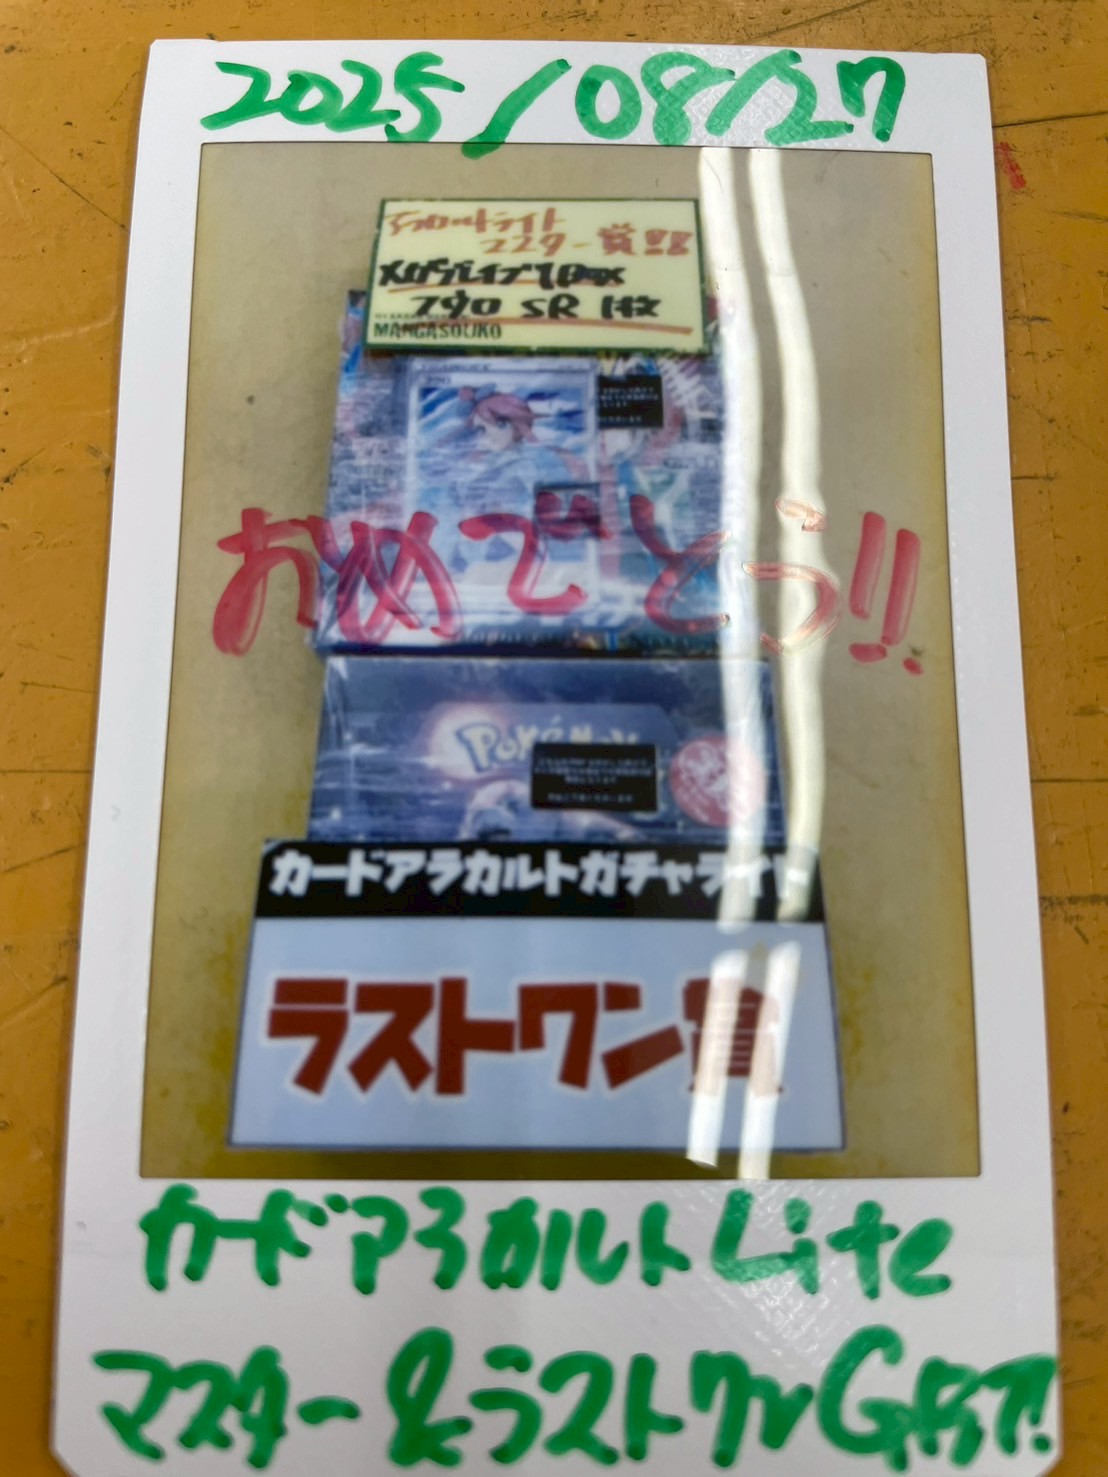 2025/08/27
アラカルトライト
マスター賞!!
メガブレイブ1Box
フウロ SR 1枚
MANGASOUKO
おめでとう!!
Pokémon
カードアラカルトガチャライト
ラストワン賞
カードアラカルトLite
マスター&ラストワンGET!!